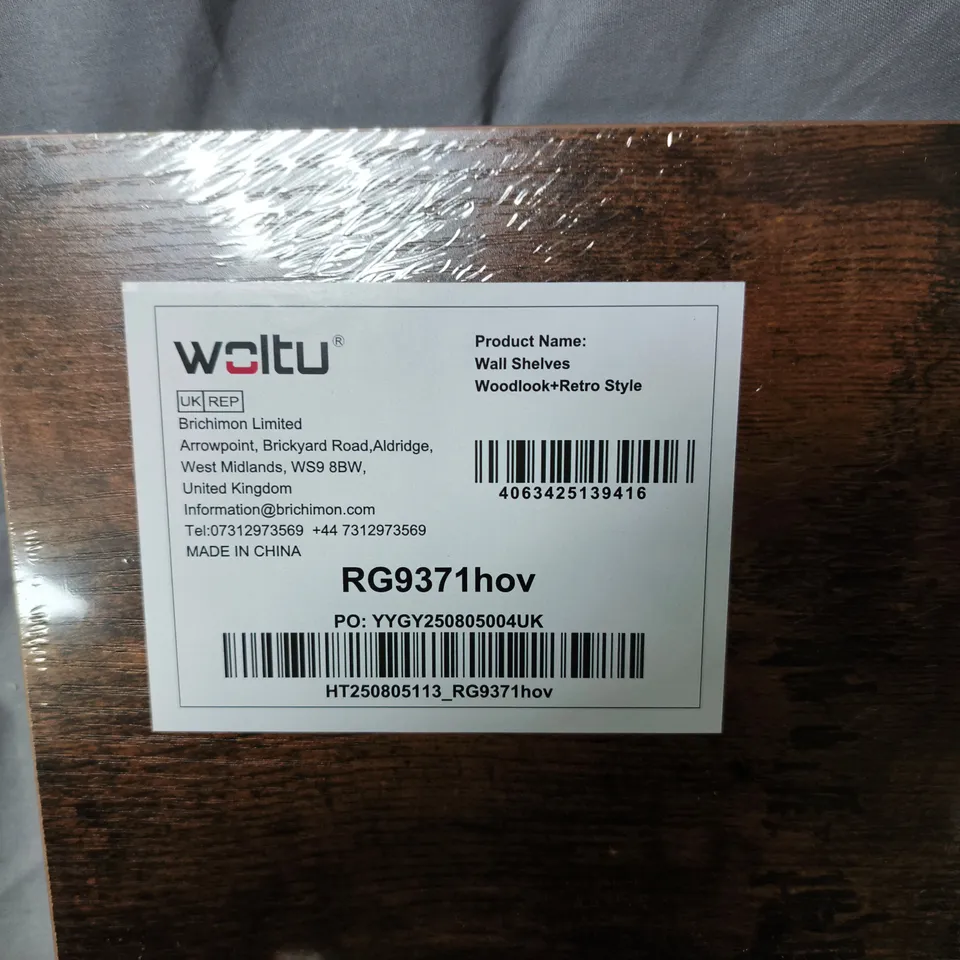 woltu®
UK REP
Brichimon Limited
Arrowpoint, Brickyard Road,Aldridge,
West Midlands, WS9 8BW,
United Kingdom
Information@brichimon.com
Tel:07312973569 +44 7312973569
MADE IN CHINA
Product Name:
Wall Shelves
Woodlook+Retro Style
4063425139416
RG9371hov
PO: YYGY250805004UK
HT250805113_RG9371hov